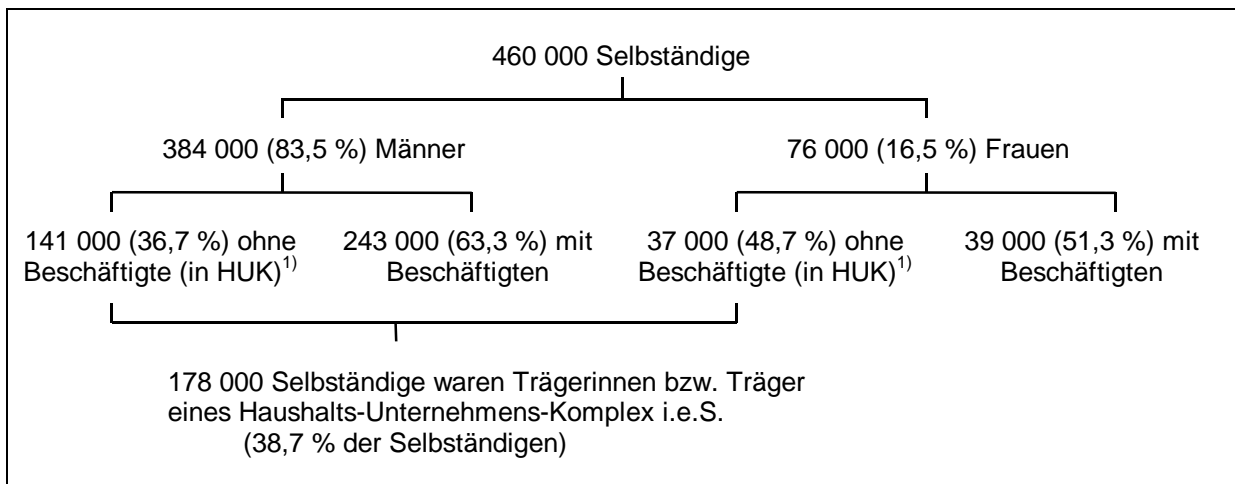 460 000 Selbständige
384 000 (83,5 %) Männer
76 000 (16,5 %) Frauen
141 000 (36,7 %) ohne
Beschäftigte (in HUK)1)
243 000 (63,3 %) mit
Beschäftigten
37 000 (48,7 %) ohne
Beschäftigte (in HUK)1)
39 000 (51,3 %) mit
Beschäftigten
178 000 Selbständige waren Trägerinnen bzw. Träger
eines Haushalts-Unternehmens-Komplex i.e.S.
(38,7 % der Selbständigen)